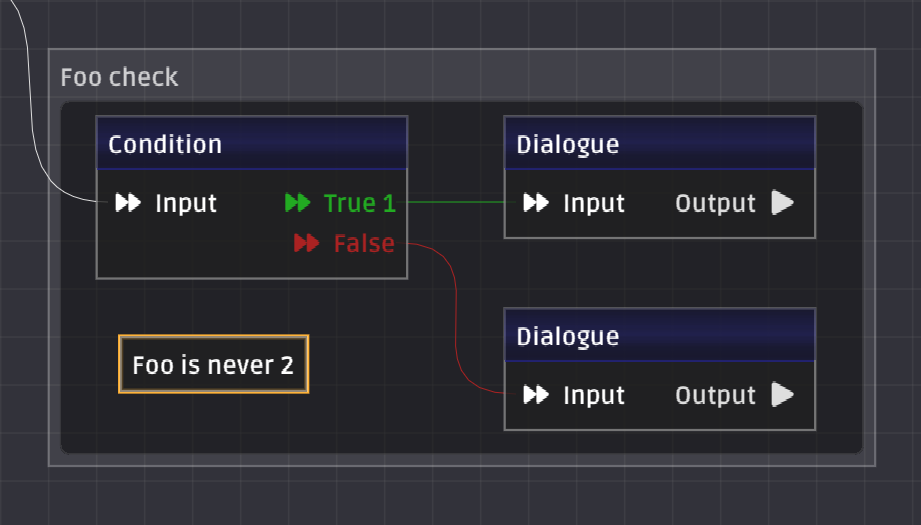 Foo check
Condition
Input
True 1
False
Dialogue
Input
Output
Foo is never 2
Dialogue
Input
Output